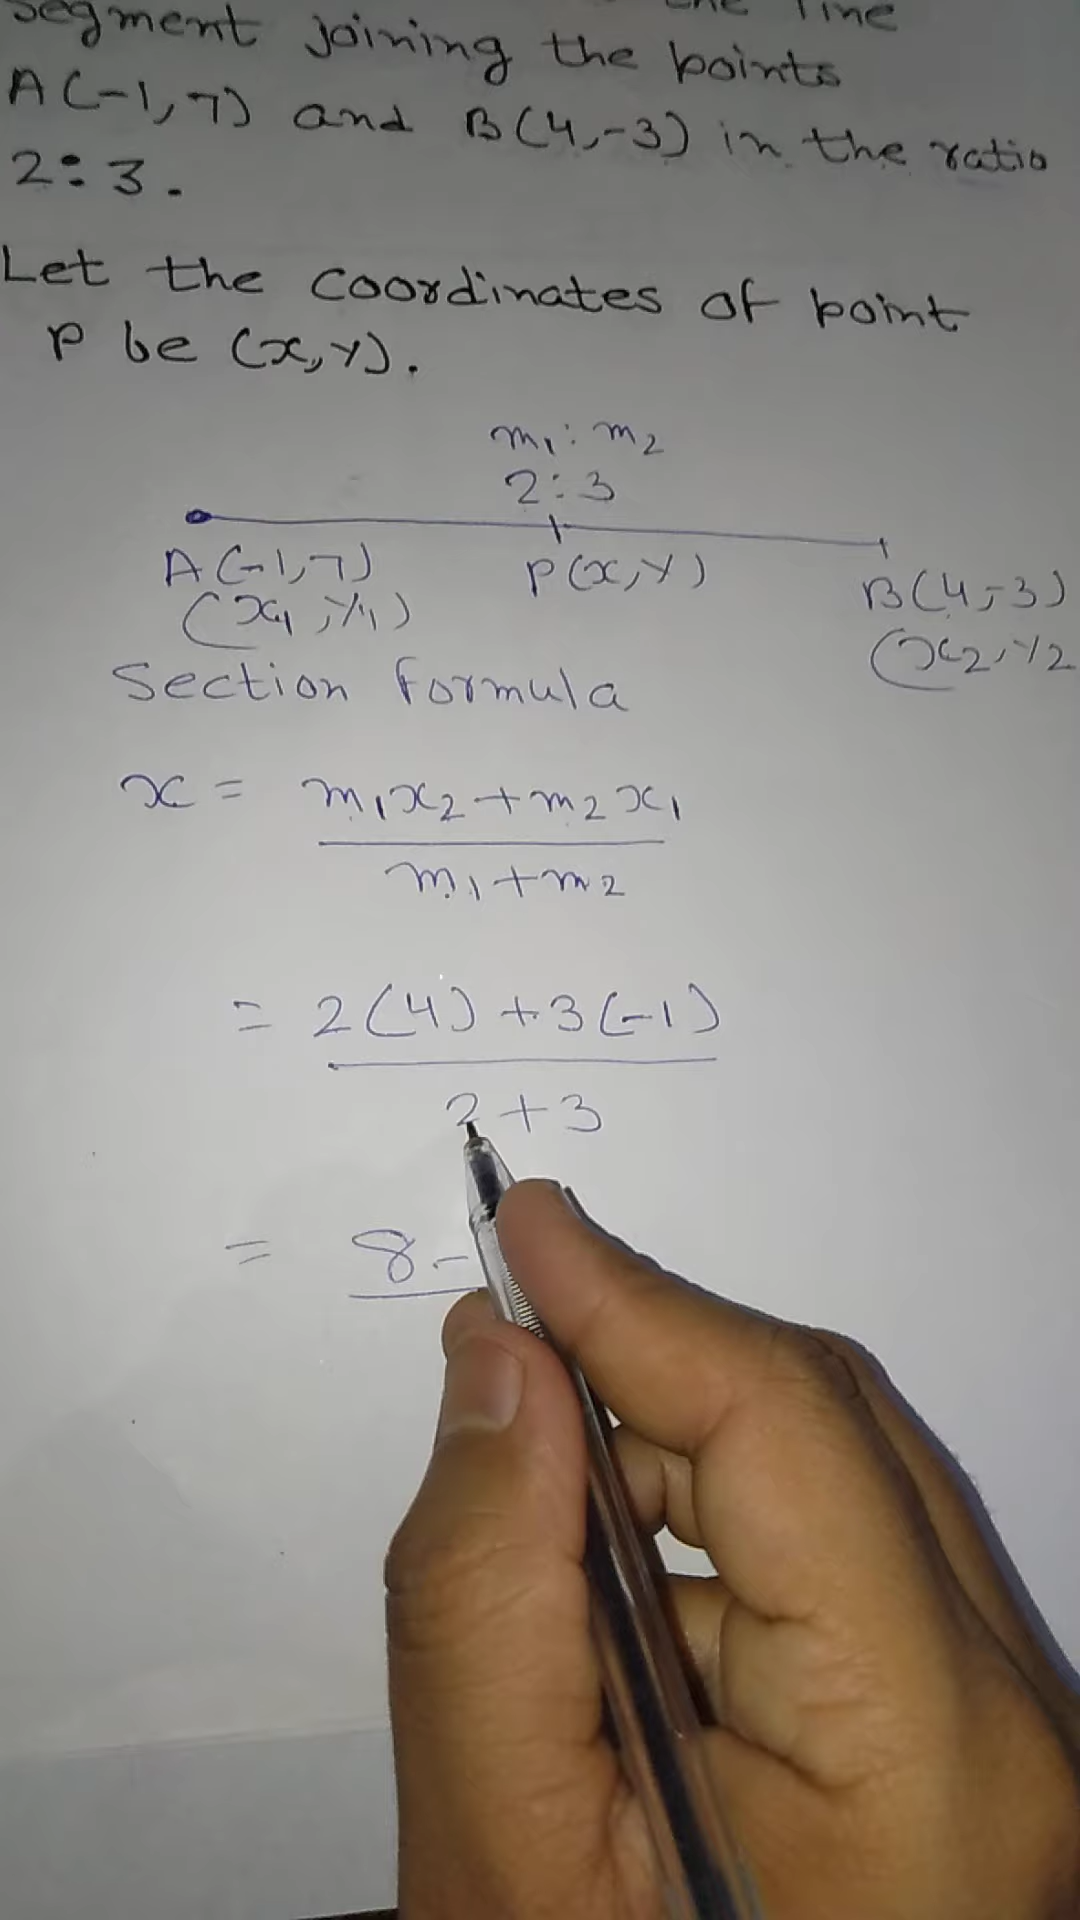 segment joining the points
A(-1,7) and B(4,-3) in the ratio
2:3.
Let the coordinates of point
P be (x,y).
m₁:m₂
2:3
A(-1,7) P(x,y) B(4,-3)
(x₁,y₁) (x₂,y₂
Section formula
x = m₁x₂+m₂x₁
m₁+m₂
= 2(4)+3(-1)
2+3
= 8-